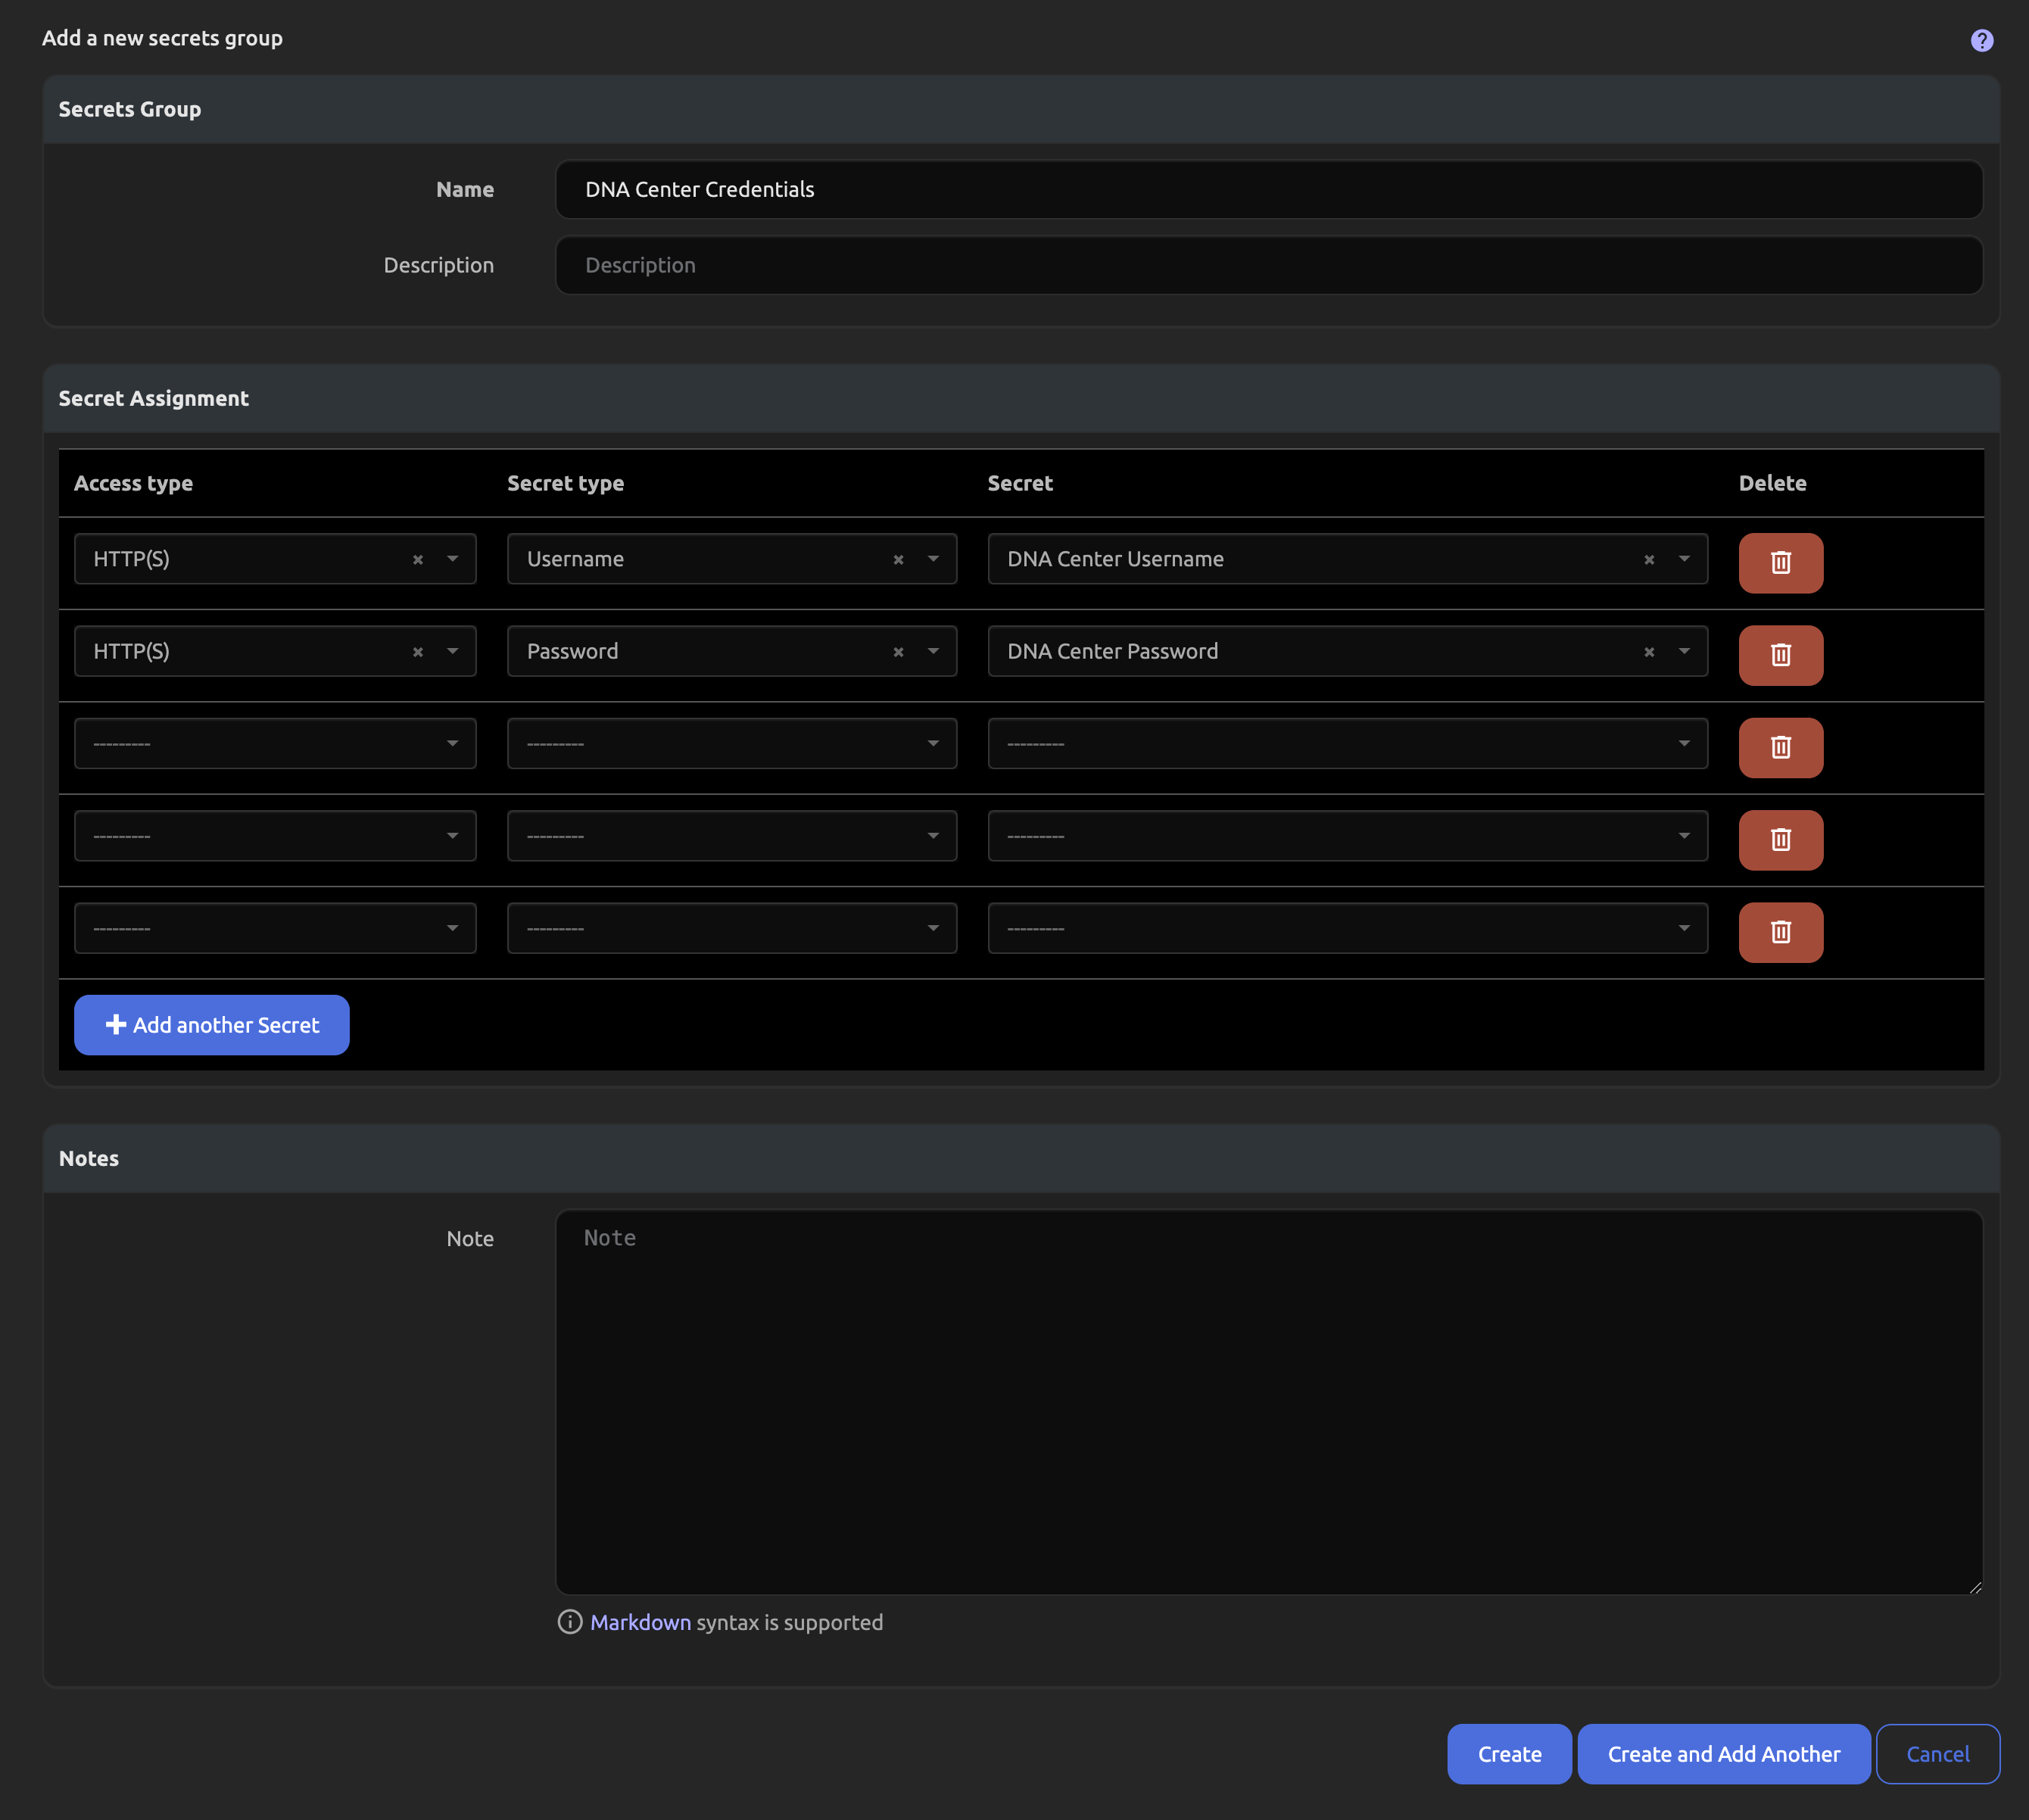 Add a new secrets group
?
Secrets Group
Name DNA Center Credentials
Description Description
Secret Assignment
Access type Secret type Secret Delete
HTTP(S) × Username × DNA Center Username ×
HTTP(S) × Password × DNA Center Password ×
--------- --------- ---------
--------- --------- ---------
--------- --------- ---------
+ Add another Secret
Notes
Note Note
Markdown syntax is supported
Create Create and Add Another Cancel